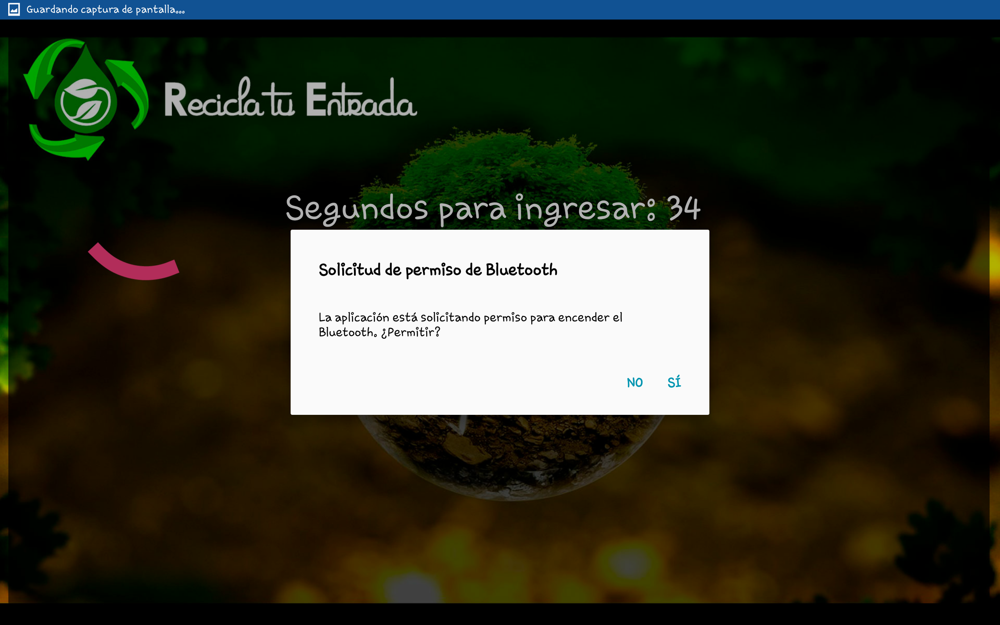 Guardando captura de pantalla...
Recicla tu Entrada
Segundos para ingresar: 34
Solicitud de permiso de Bluetooth
La aplicación está solicitando permiso para encender el
Bluetooth. ¿Permitir?
NO SÍ